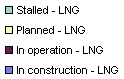 Stalled - LNG
Planned - LNG
In operation - LNG
In construction - LNG